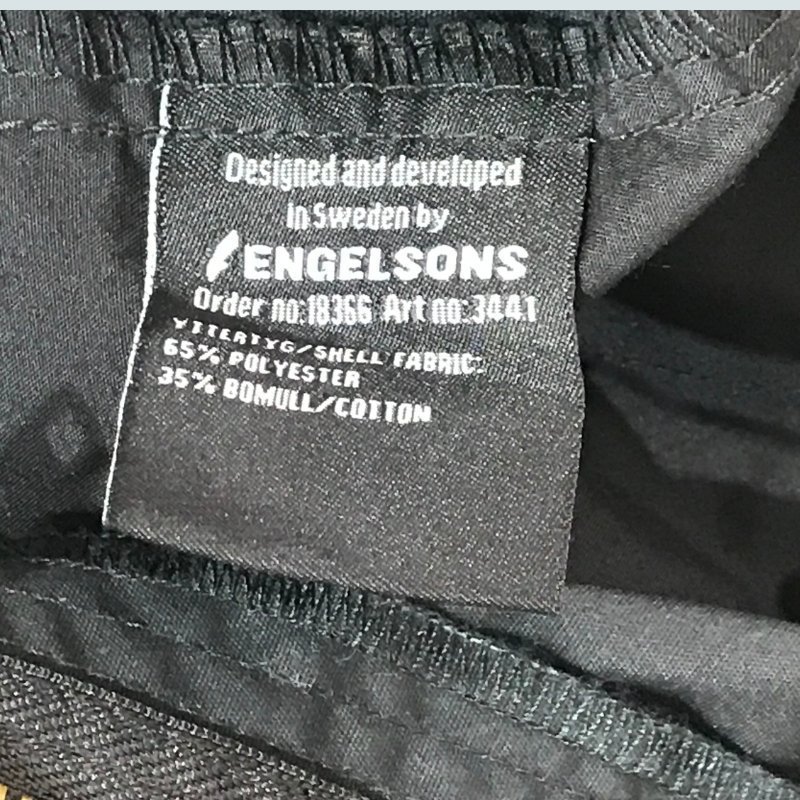 Designed and developed
in Sweden by
ENGELSONS
Order no:18366 Art no:3441
YTTERTYG/SHELL FABRIC:
65% POLYESTER
35% BOMULL/COTTON